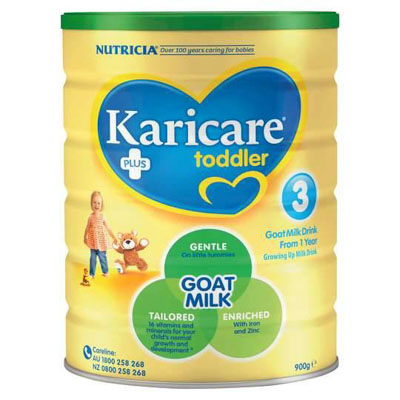 NUTRICIA® Over 100 years caring for babies
Karicare®
PLUS toddler
3
Goat Milk Drink
From 1 Year
Growing Up Milk Drink
GENTLE
On little tummies
GOAT
MILK
TAILORED
16 vitamins and
minerals for your
child's normal
growth and
development*
ENRICHED
With Iron
and Zinc
Careline:
AU 1800 258 268
NZ 0800 258 268
900g e